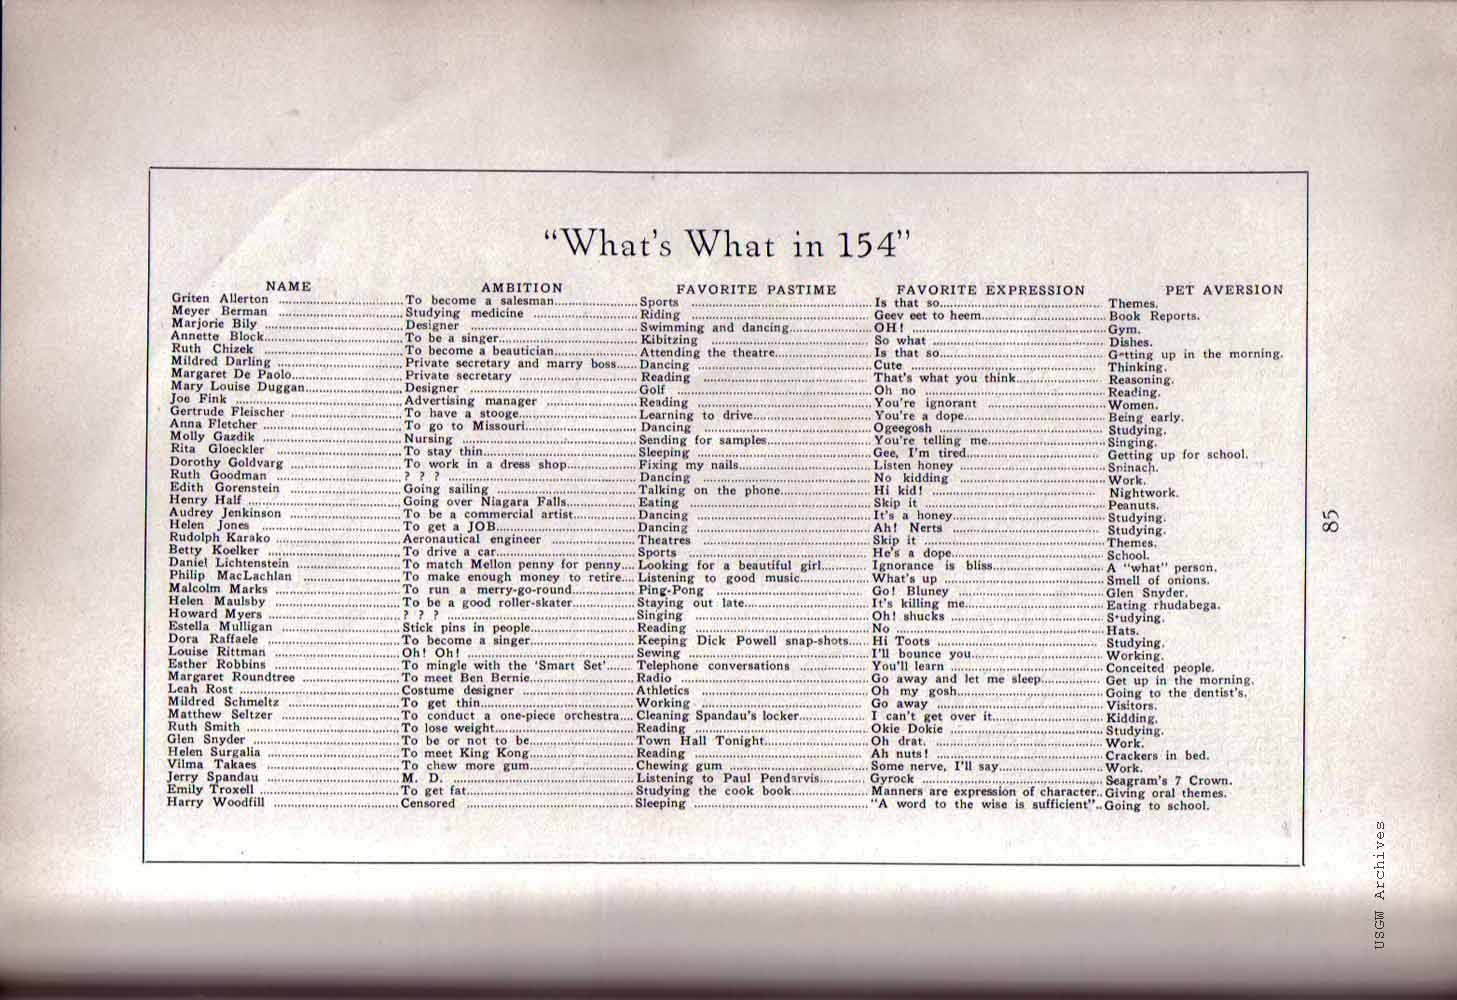 "What's What in 154"
NAME AMBITION FAVORITE PASTIME FAVORITE EXPRESSION PET AVERSION
Griten Allerton To become a salesman Sports Is that so Themes.
Meyer Berman Studying medicine Riding Geev eet to heem Book Reports.
Marjorie Bily Designer Swimming and dancing OH! Gym.
Annette Block To be a singer Kibitzing So what Dishes.
Ruth Chizek To become a beautician Attending the theatre Is that so Getting up in the morning.
Mildred Darling Private secretary and marry boss Dancing Cute Thinking.
Margaret De Paolo Private secretary Reading That's what you think Reasoning.
Mary Louise Duggan Designer Golf Oh no Reading.
Joe Fink Advertising manager Reading You're ignorant Women.
Gertrude Fleischer To have a stooge Learning to drive You're a dope Being early.
Anna Fletcher To go to Missouri Dancing Ogeegosh Studying.
Molly Gazdik Nursing Sending for samples You're telling me Singing.
Rita Gloeckler To stay thin Sleeping Gee, I'm tired Getting up for school.
Dorothy Goldvarg To work in a dress shop Fixing my nails Listen honey Spinach.
Ruth Goodman ? ? ? Dancing No kidding Work.
Edith Gorenstein Going sailing Talking on the phone Hi kid! Nightwork.
Henry Half Going over Niagara Falls Eating Skip it Peanuts.
Audrey Jenkinson To be a commercial artist Dancing It's a honey Studying.
Helen Jones To get a JOB Dancing Ah! Nerts Studying.
Rudolph Karako Aeronautical engineer Theatres Skip it Themes.
Betty Koelker To drive a car Sports He's a dope School.
Daniel Lichtenstein To match Mellon penny for penny Looking for a beautiful girl Ignorance is bliss A "what" person.
Philip MacLachlan To make enough money to retire Listening to good music What's up Smell of onions.
Malcolm Marks To run a merry-go-round Ping-Pong Go! Bluney Glen Snyder.
Helen Maulsby To be a good roller-skater Staying out late It's killing me Eating rhudabega.
Howard Myers ? ? ? Singing Oh! shucks Studying.
Estella Mulligan Stick pins in people Reading No Hats.
Dora Raffaele To become a singer Keeping Dick Powell snap-shots Hi Toots Studying.
Louise Rittman Oh! Oh! Sewing I'll bounce you Working.
Esther Robbins To mingle with the 'Smart Set' Telephone conversations You'll learn Conceited people.
Margaret Roundtree To meet Ben Bernie Radio Go away and let me sleep Get up in the morning.
Leah Rost Costume designer Athletics Oh my gosh Going to the dentist's.
Mildred Schmeltz To get thin Working Go away Visitors.
Matthew Seltzer To conduct a one-piece orchestra Cleaning Spandau's locker I can't get over it Kidding.
Ruth Smith To lose weight Reading Okie Dokie Studying.
Glen Snyder To be or not to be Town Hall Tonight Oh drat. Work.
Helen Surgalia To meet King Kong Reading Ah nuts! Crackers in bed.
Vilma Takaes To chew more gum Chewing gum Some nerve, I'll say Work.
Jerry Spandau M. D. Listening to Paul Pendarvis Gyrock Seagram's 7 Crown.
Emily Troxell To get fat Studying the cook book Manners are expression of character Giving oral themes.
Harry Woodfill Censored Sleeping "A word to the wise is sufficient" Going to school.
85
USGW Archives